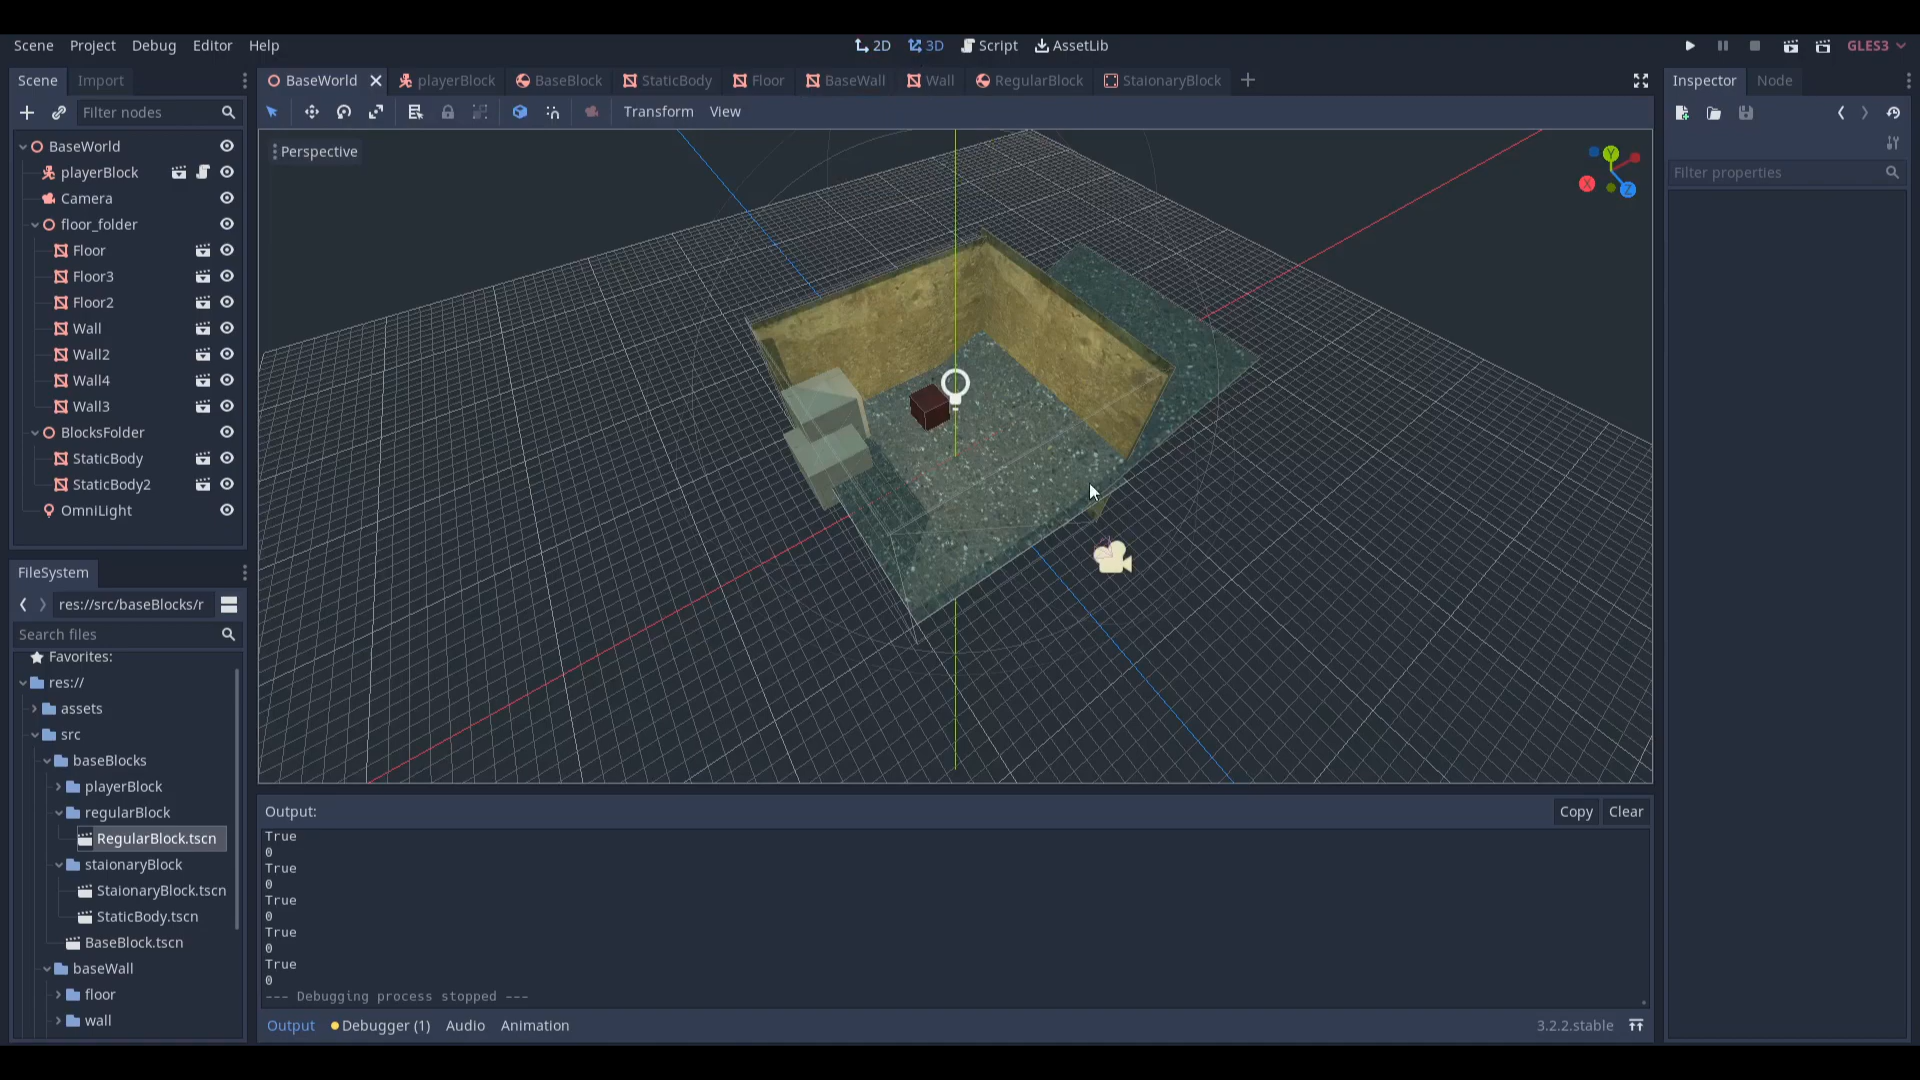 Scene Project Debug Editor Help 2D 3D Script AssetLib GLES3
Scene Import
BaseWorld playerBlock BaseBlock StaticBody Floor BaseWall Wall RegularBlock StaionaryBlock
Inspector Node
Filter nodes
Transform View
Filter properties
Perspective
Y
X
Z
BaseWorld
playerBlock
Camera
floor_folder
Floor
Floor3
Floor2
Wall
Wall2
Wall4
Wall3
BlocksFolder
StaticBody
StaticBody2
OmniLight
FileSystem
res://src/baseBlocks/r
Search files
Favorites:
res://
assets
src
baseBlocks
playerBlock
regularBlock
RegularBlock.tscn
staionaryBlock
StaionaryBlock.tscn
StaticBody.tscn
BaseBlock.tscn
baseWall
floor
wall
Output: Copy Clear
True
0
True
0
True
0
True
0
True
0
--- Debugging process stopped ---
Output Debugger (1) Audio Animation 3.2.2.stable